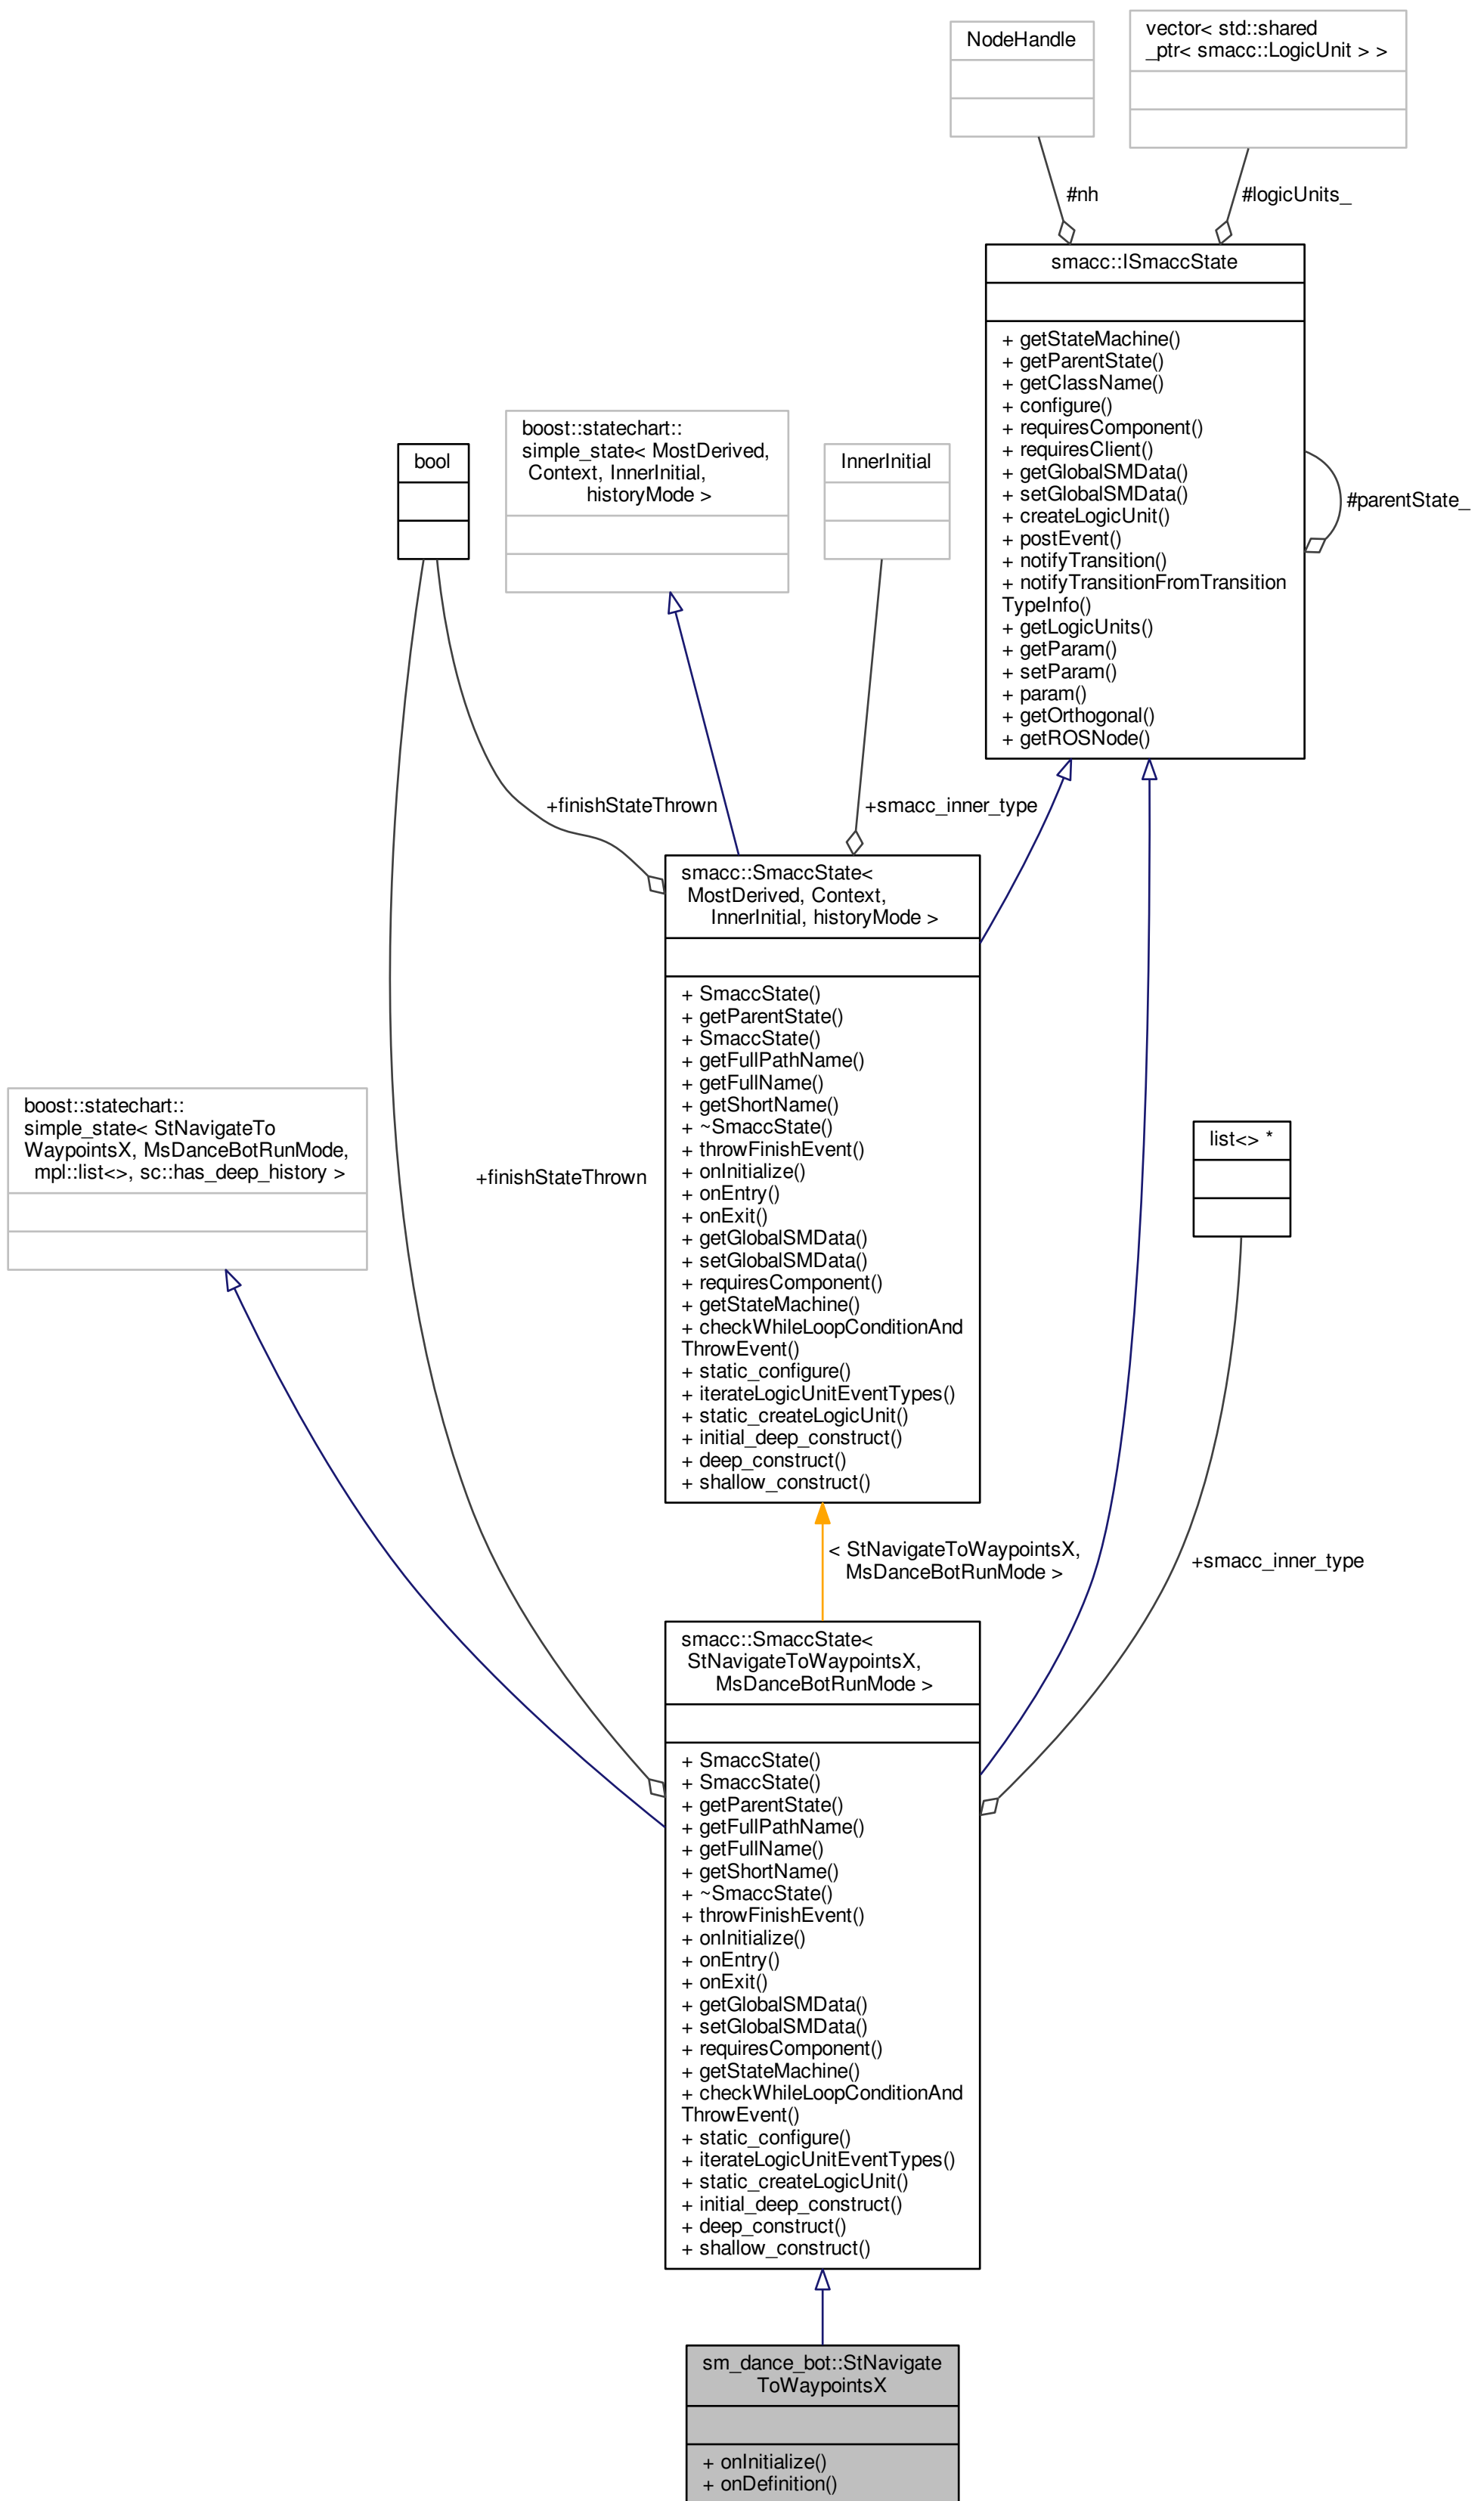 NodeHandle
vector< std::shared
_ptr< smacc::LogicUnit > >
#nh
#logicUnits_
smacc::ISmaccState
+ getStateMachine()
+ getParentState()
+ getClassName()
+ configure()
+ requiresComponent()
+ requiresClient()
+ getGlobalSMData()
+ setGlobalSMData()
+ createLogicUnit()
+ postEvent()
+ notifyTransition()
+ notifyTransitionFromTransition
TypeInfo()
+ getLogicUnits()
+ getParam()
+ setParam()
+ param()
+ getOrthogonal()
+ getROSNode()
#parentState_
bool
boost::statechart::
simple_state< MostDerived,
Context, InnerInitial,
historyMode >
InnerInitial
+finishStateThrown
+smacc_inner_type
smacc::SmaccState<
MostDerived, Context,
InnerInitial, historyMode >
+ SmaccState()
+ getParentState()
+ SmaccState()
+ getFullPathName()
+ getFullName()
+ getShortName()
+ ~SmaccState()
+ throwFinishEvent()
+ onInitialize()
+ onEntry()
+ onExit()
+ getGlobalSMData()
+ setGlobalSMData()
+ requiresComponent()
+ getStateMachine()
+ checkWhileLoopConditionAnd
ThrowEvent()
+ static_configure()
+ iterateLogicUnitEventTypes()
+ static_createLogicUnit()
+ initial_deep_construct()
+ deep_construct()
+ shallow_construct()
boost::statechart::
simple_state< StNavigateTo
WaypointsX, MsDanceBotRunMode,
mpl::list<>, sc::has_deep_history >
+finishStateThrown
list<> *
+smacc_inner_type
< StNavigateToWaypointsX,
MsDanceBotRunMode >
smacc::SmaccState<
StNavigateToWaypointsX,
MsDanceBotRunMode >
+ SmaccState()
+ SmaccState()
+ getParentState()
+ getFullPathName()
+ getFullName()
+ getShortName()
+ ~SmaccState()
+ throwFinishEvent()
+ onInitialize()
+ onEntry()
+ onExit()
+ getGlobalSMData()
+ setGlobalSMData()
+ requiresComponent()
+ getStateMachine()
+ checkWhileLoopConditionAnd
ThrowEvent()
+ static_configure()
+ iterateLogicUnitEventTypes()
+ static_createLogicUnit()
+ initial_deep_construct()
+ deep_construct()
+ shallow_construct()
sm_dance_bot::StNavigate
ToWaypointsX
+ onInitialize()
+ onDefinition()